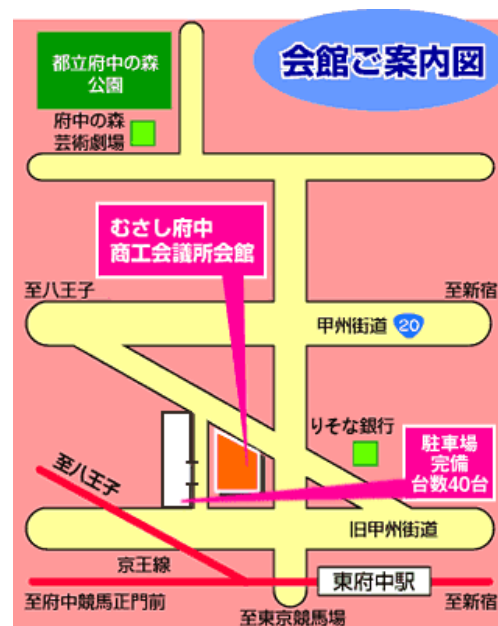 会館ご案内図
都立府中の森
公園
府中の森
芸術劇場
むさし府中
商工会議所会館
至八王子
至新宿
甲州街道 20
りそな銀行
駐車場
完備
台数40台
至八王子
旧甲州街道
京王線
東府中駅
至府中競馬正門前
至新宿
至東京競馬場